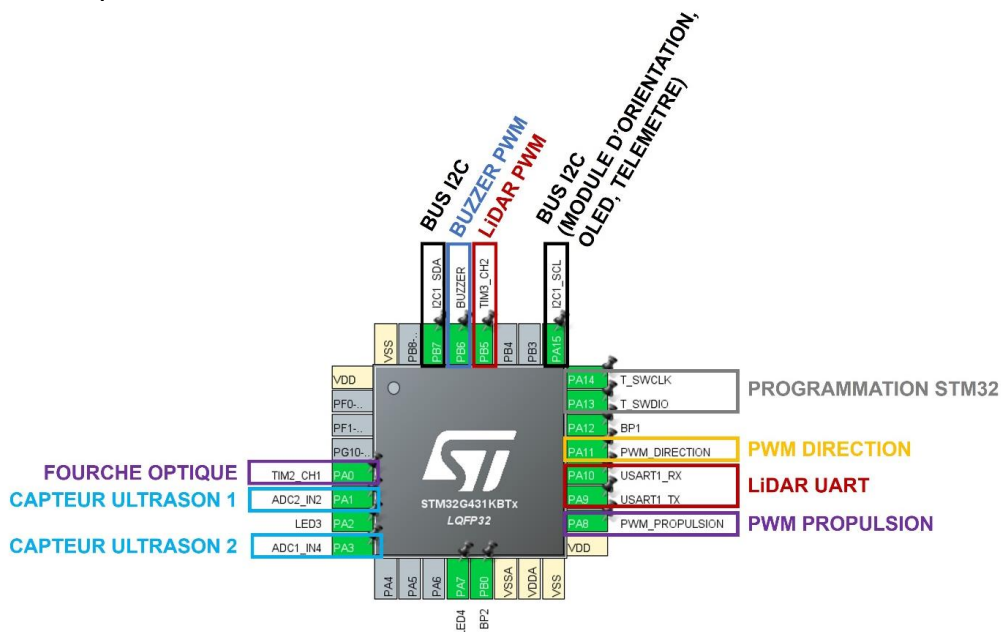 BUS I2C
BUZZER PWM
LiDAR PWM
BUS I2C
(MODULE D'ORIENTATION,
OLED, TELEMETRE)
I2C1_SDA
BUZZER
TIM3_CH2
I2C1_SCL
VSS
PB8-..
PB7
PB6
PB5
PB4
PB3
PA15
VDD
PF0-..
PF1-..
PG10-..
FOURCHE OPTIQUE TIM2_CH1 PA0
CAPTEUR ULTRASON 1 ADC2_IN2 PA1
LED3 PA2
CAPTEUR ULTRASON 2 ADC1_IN4 PA3
ST
STM32G431KBTx
LQFP32
PA14 T_SWCLK
PA13 T_SWDIO
PROGRAMMATION STM32
PA12 BP1
PA11 PWM_DIRECTION PWM DIRECTION
PA10 USART1_RX
PA9 USART1_TX
LiDAR UART
PA8 PWM_PROPULSION PWM PROPULSION
VDD
PA4
PA5
PA6
PA7
PB0
VSSA
VDDA
VSS
LED4
BP2